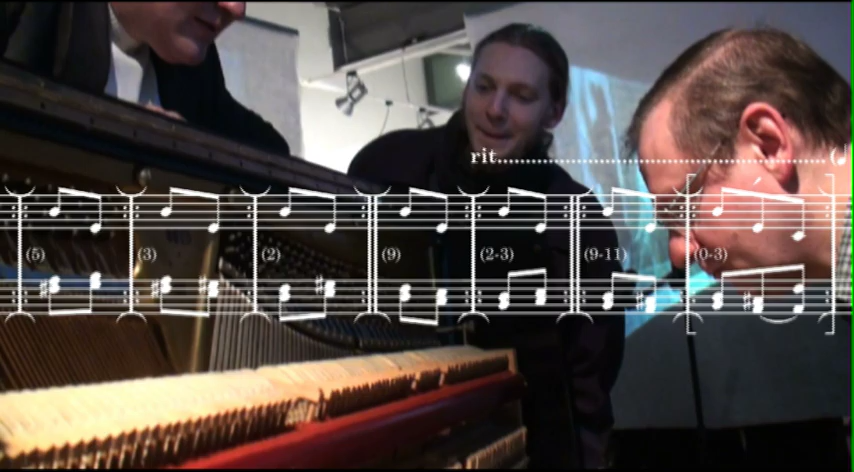 rit.
(5) (3) (2) (9) (2-3) (9-11) (0-3)